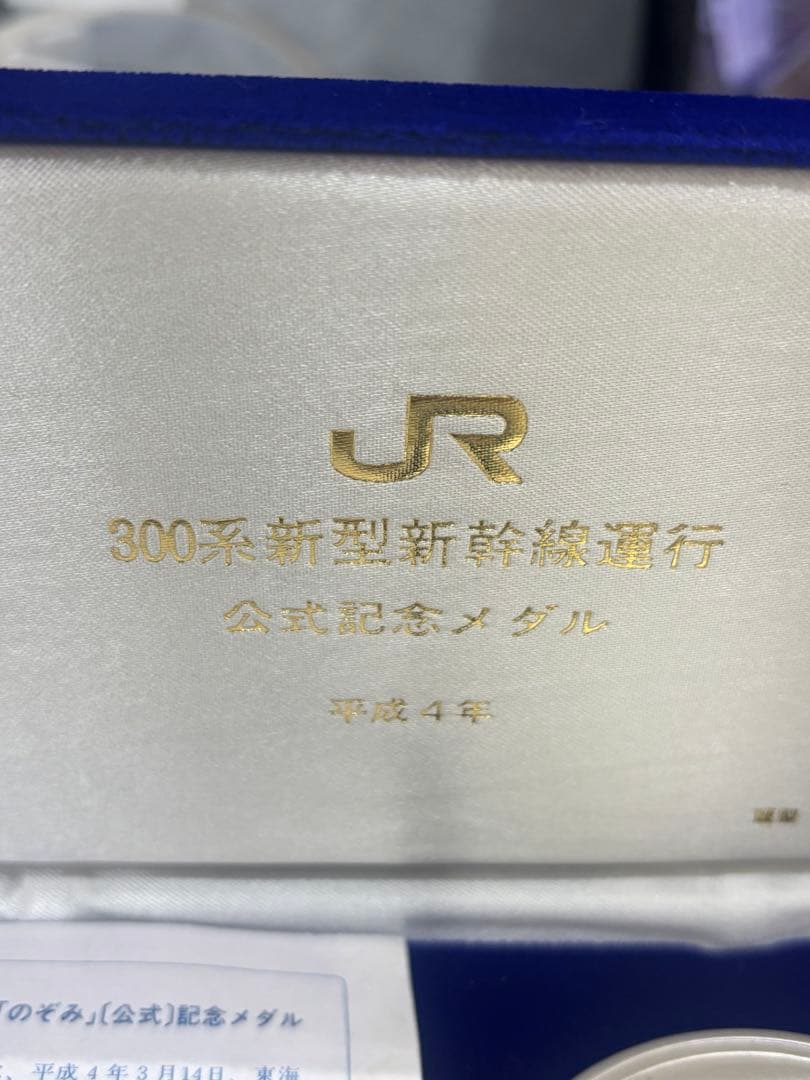 JR
300系新型新幹線運行
公式記念メダル
平成4年
「のぞみ」〔公式〕記念メダル
、平成4年3月14日、東海